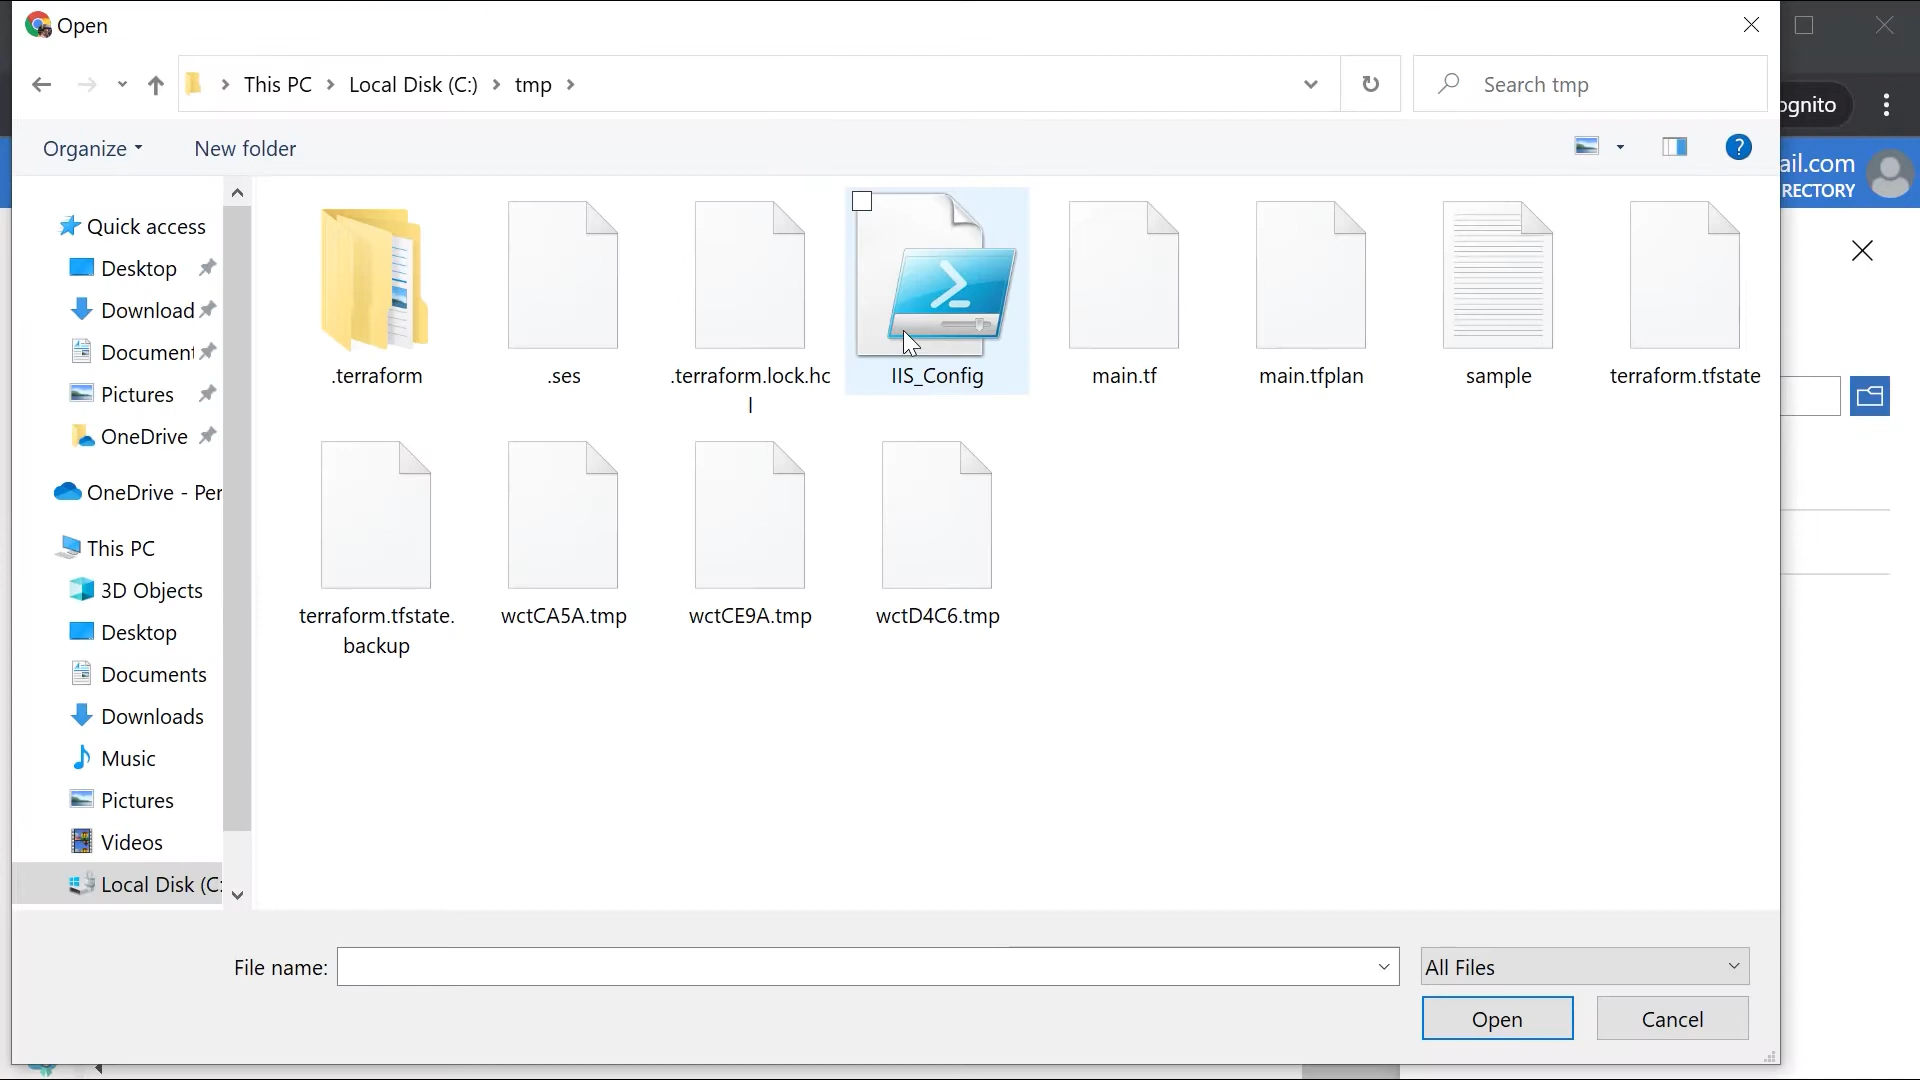 Open
This PC
Local Disk (C:)
tmp
Search tmp
ognito
Organize
New folder
?
ail.com
RECTORY
Quick access
Desktop
Download
Document
Pictures
OneDrive
OneDrive - Per
This PC
3D Objects
Desktop
Documents
Downloads
Music
Pictures
Videos
Local Disk (C:
.terraform
.ses
.terraform.lock.hc
l
IIS_Config
main.tf
main.tfplan
sample
terraform.tfstate
terraform.tfstate.
backup
wctCA5A.tmp
wctCE9A.tmp
wctD4C6.tmp
File name:
All Files
Open
Cancel